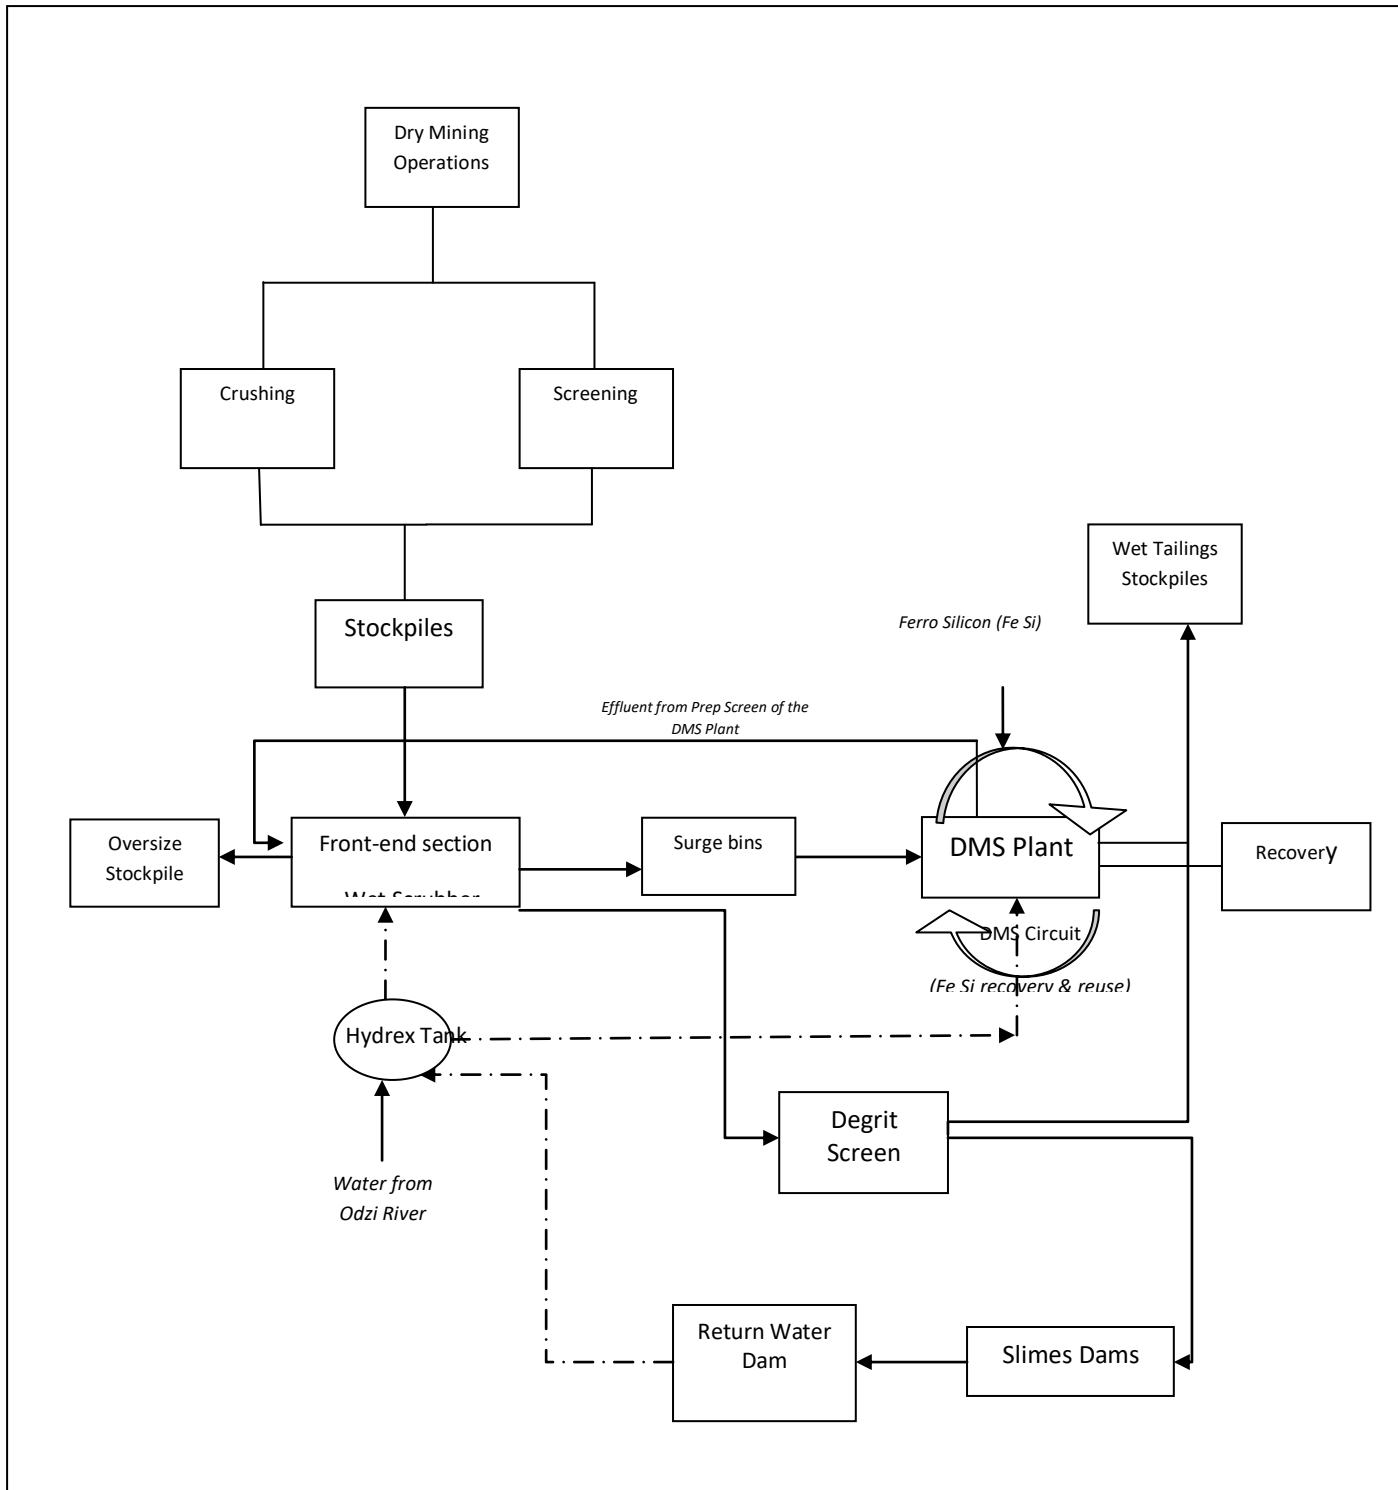 Dry Mining
Operations
Crushing
Screening
Wet Tailings
Stockpiles
Stockpiles
Ferro Silicon (Fe Si)
Effluent from Prep Screen of the
DMS Plant
Oversize
Stockpile
Front-end section
Wet Scrubber
Surge bins
DMS Plant
Recovery
DMS Circuit
(Fe Si recovery & reuse)
Hydrex Tank
Degrit
Screen
Water from
Odzi River
Return Water
Dam
Slimes Dams